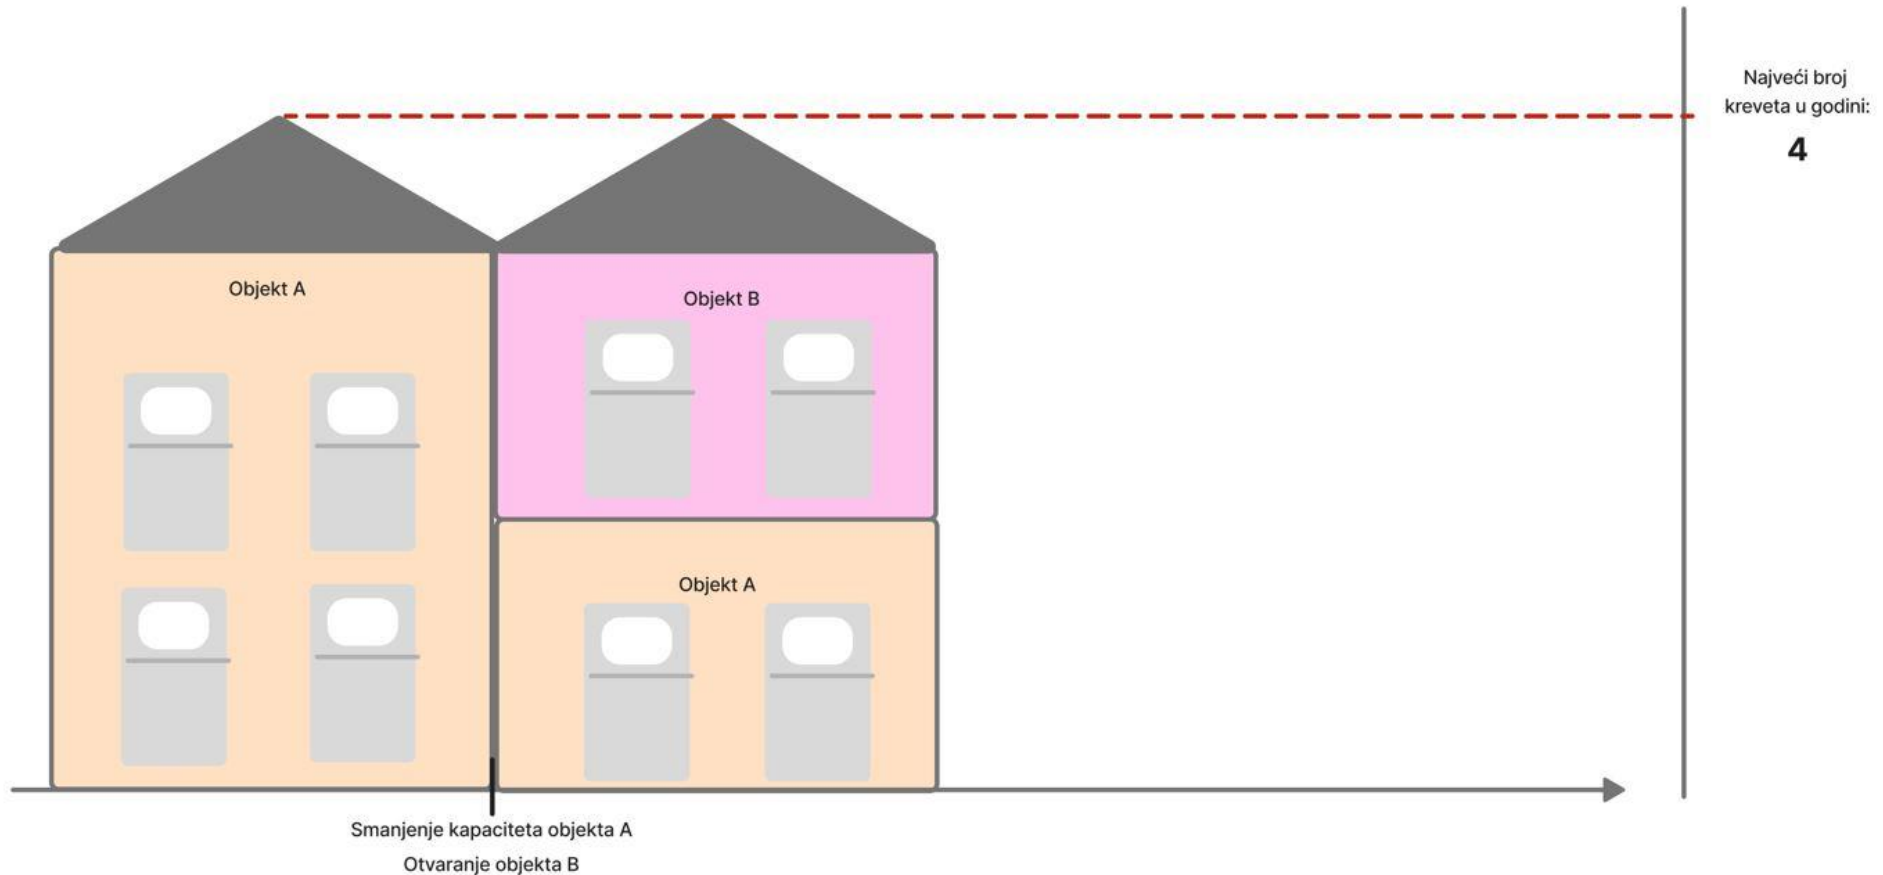 Najveći broj
kreveta u godini:
4
Objekt A
Objekt B
Objekt A
Smanjenje kapaciteta objekta A
Otvaranje objekta B